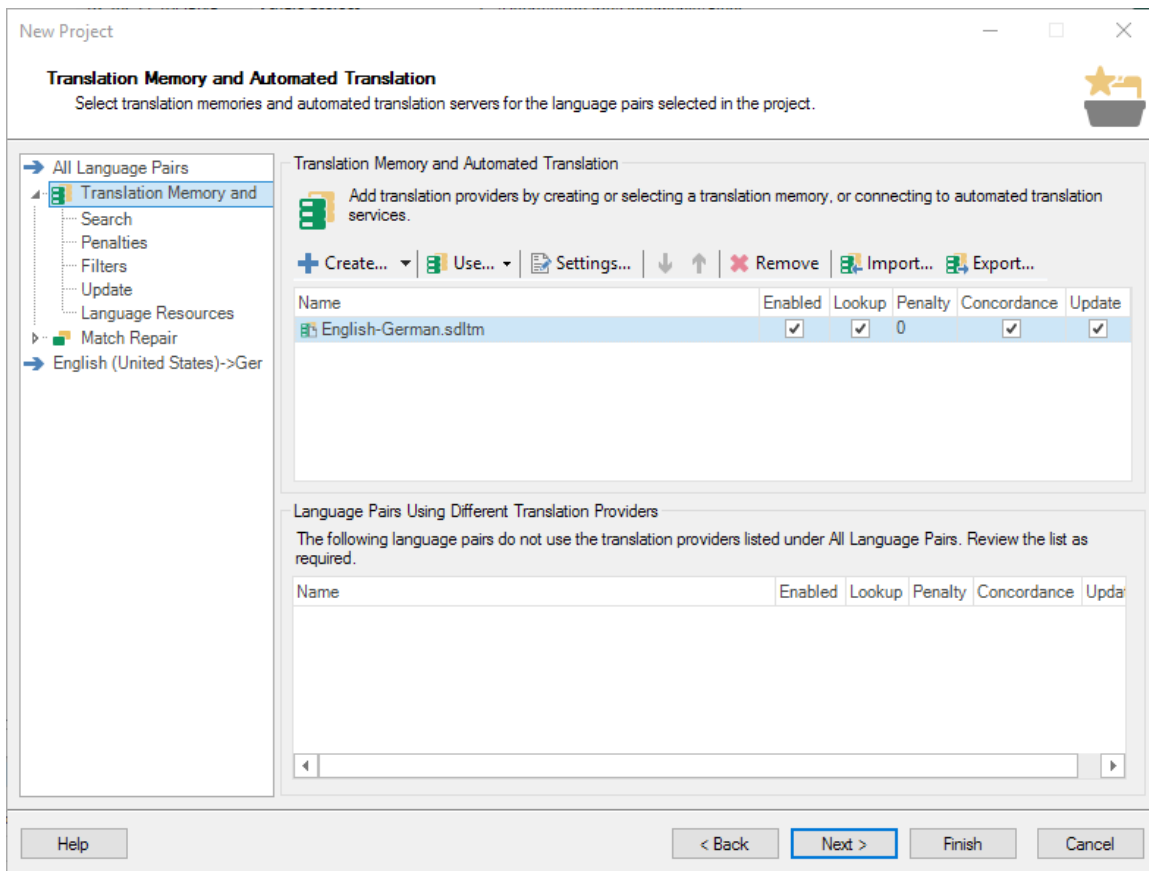 New Project
Translation Memory and Automated Translation
Select translation memories and automated translation servers for the language pairs selected in the project.
All Language Pairs
Translation Memory and
Search
Penalties
Filters
Update
Language Resources
Match Repair
English (United States)->Ger
Translation Memory and Automated Translation
Add translation providers by creating or selecting a translation memory, or connecting to automated translation
services.
Create... Use... Settings... Remove Import... Export...
Name Enabled Lookup Penalty Concordance Update
English-German.sdltm 0
Language Pairs Using Different Translation Providers
The following language pairs do not use the translation providers listed under All Language Pairs. Review the list as
required.
Name Enabled Lookup Penalty Concordance Upda
Help < Back Next > Finish Cancel